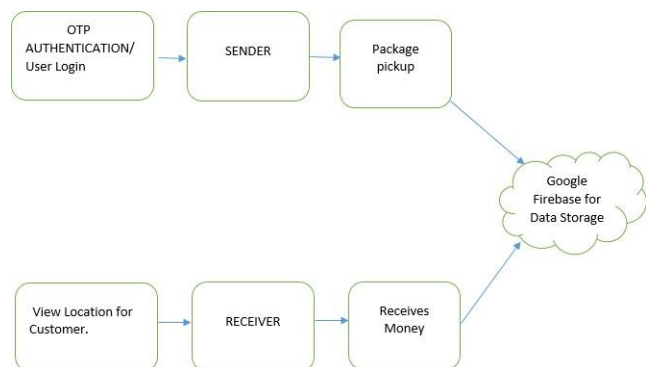 OTP
AUTHENTICATION/
User Login
SENDER
Package
pickup
Google
Firebase for
Data Storage
View Location for
Customer.
RECEIVER
Receives
Money